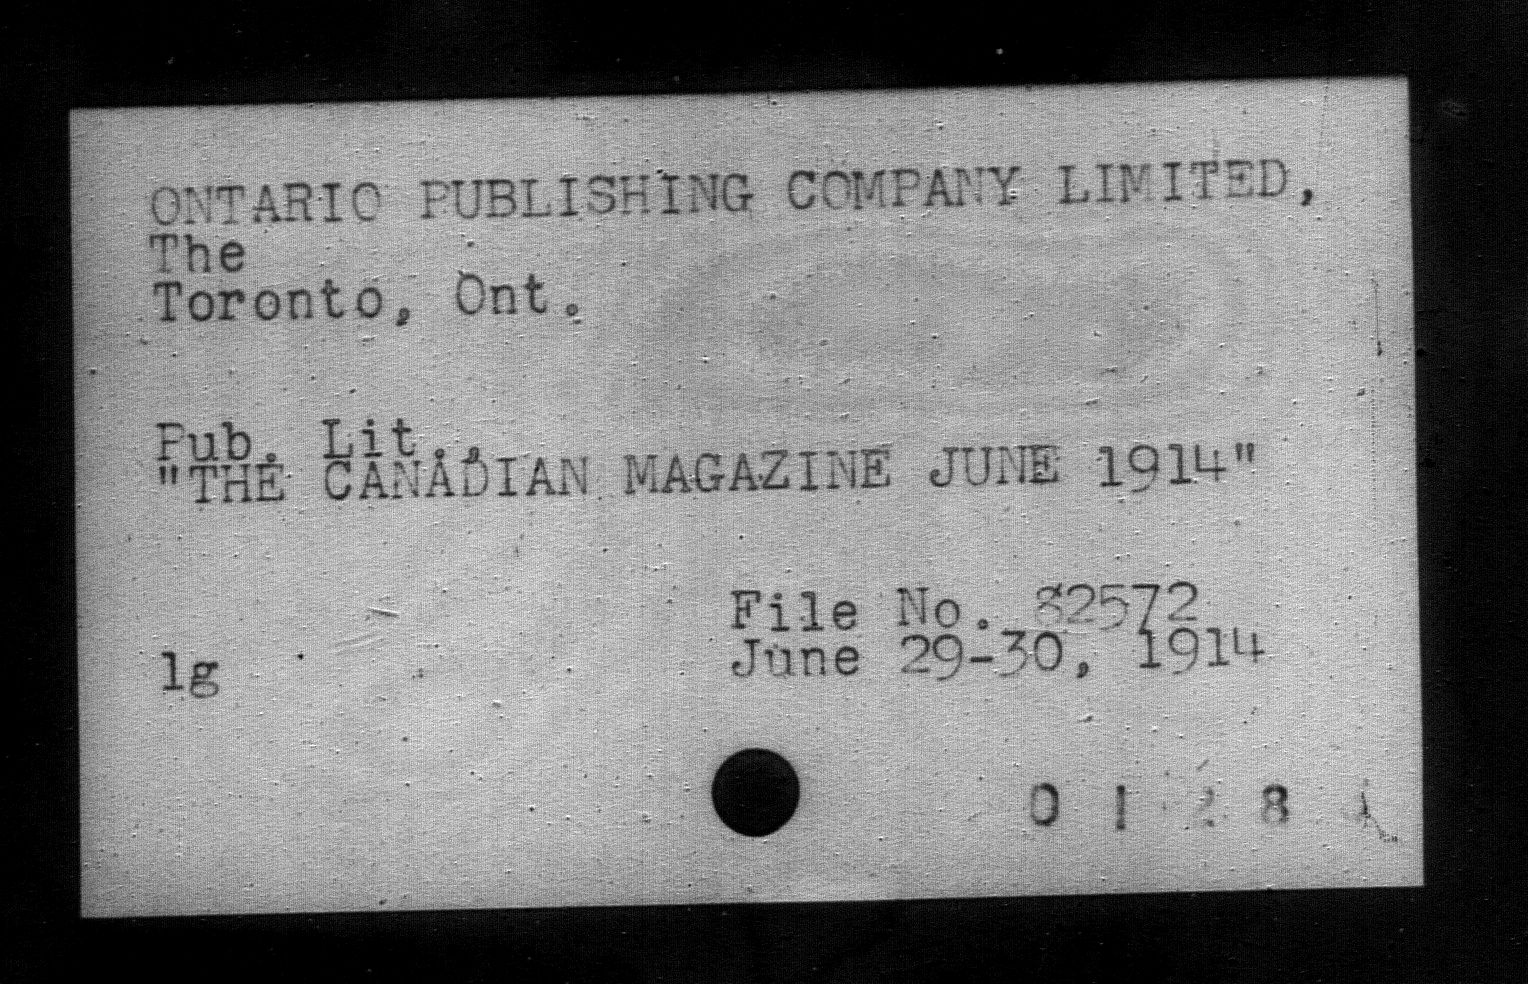 ONTARIO PUBLISHING COMPANY LIMITED,
The
Toronto, Ont.
Pub. Lit.,
"THE CANADIAN MAGAZINE JUNE 1914"
File No. 82572
June 29-30, 1914
lg
0 1 2 8